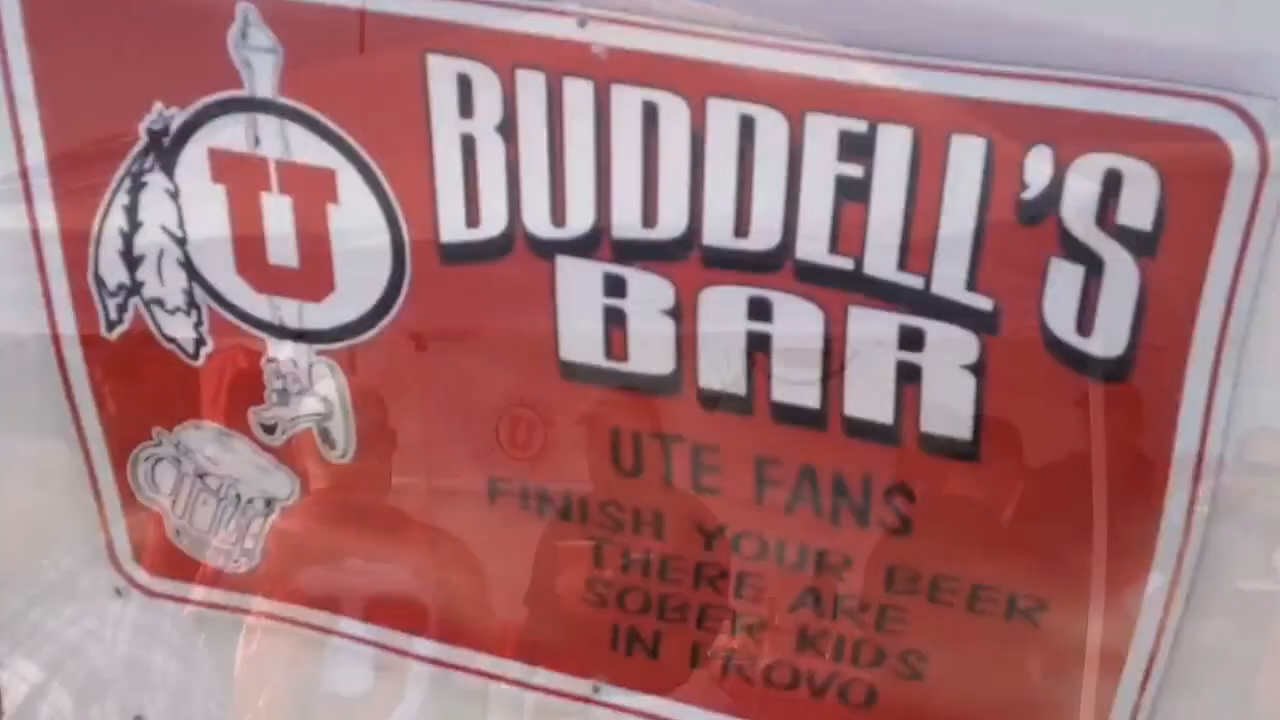 U
BUDDELL'S
BAR
U
UTE FANS
FINISH YOUR BEER
THERE ARE
SOBER KIDS
IN PROVO